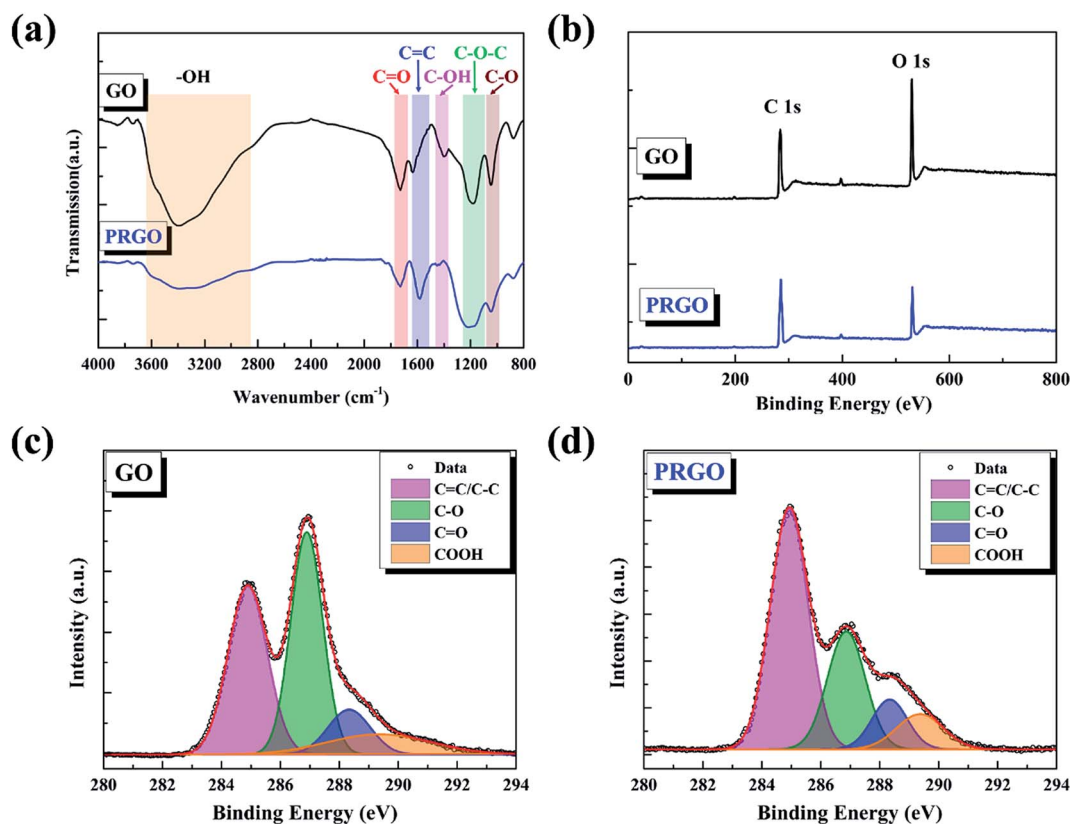 (a)
-OH
C=C
C-O-C
C=O
C-OH
C-O
GO
PRGO
Transmission(a.u.)
4000 3600 3200 2800 2400 2000 1600 1200 800
Wavenumber (cm⁻¹)
(b)
O 1s
C 1s
GO
PRGO
0 200 400 600 800
Binding Energy (eV)
(c)
GO
Data
C=C/C-C
C-O
C=O
COOH
Intensity (a.u.)
280 282 284 286 288 290 292 294
Binding Energy (eV)
(d)
PRGO
Data
C=C/C-C
C-O
C=O
COOH
Intensity (a.u.)
280 282 284 286 288 290 292 294
Binding Energy (eV)